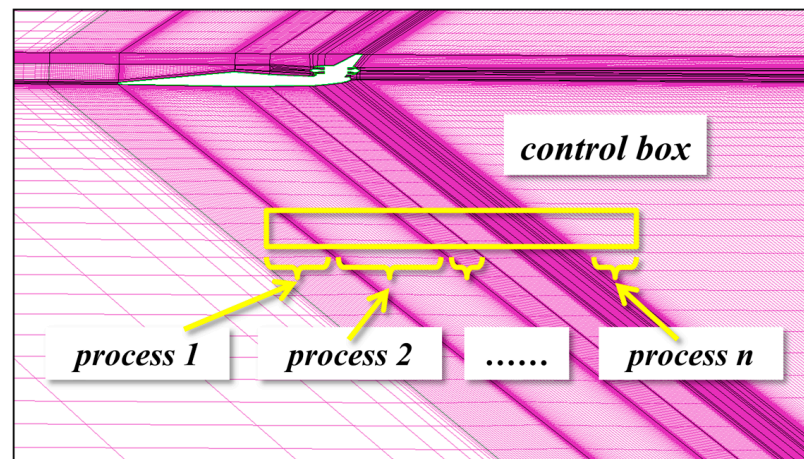 control box
process 1
process 2
......
process n